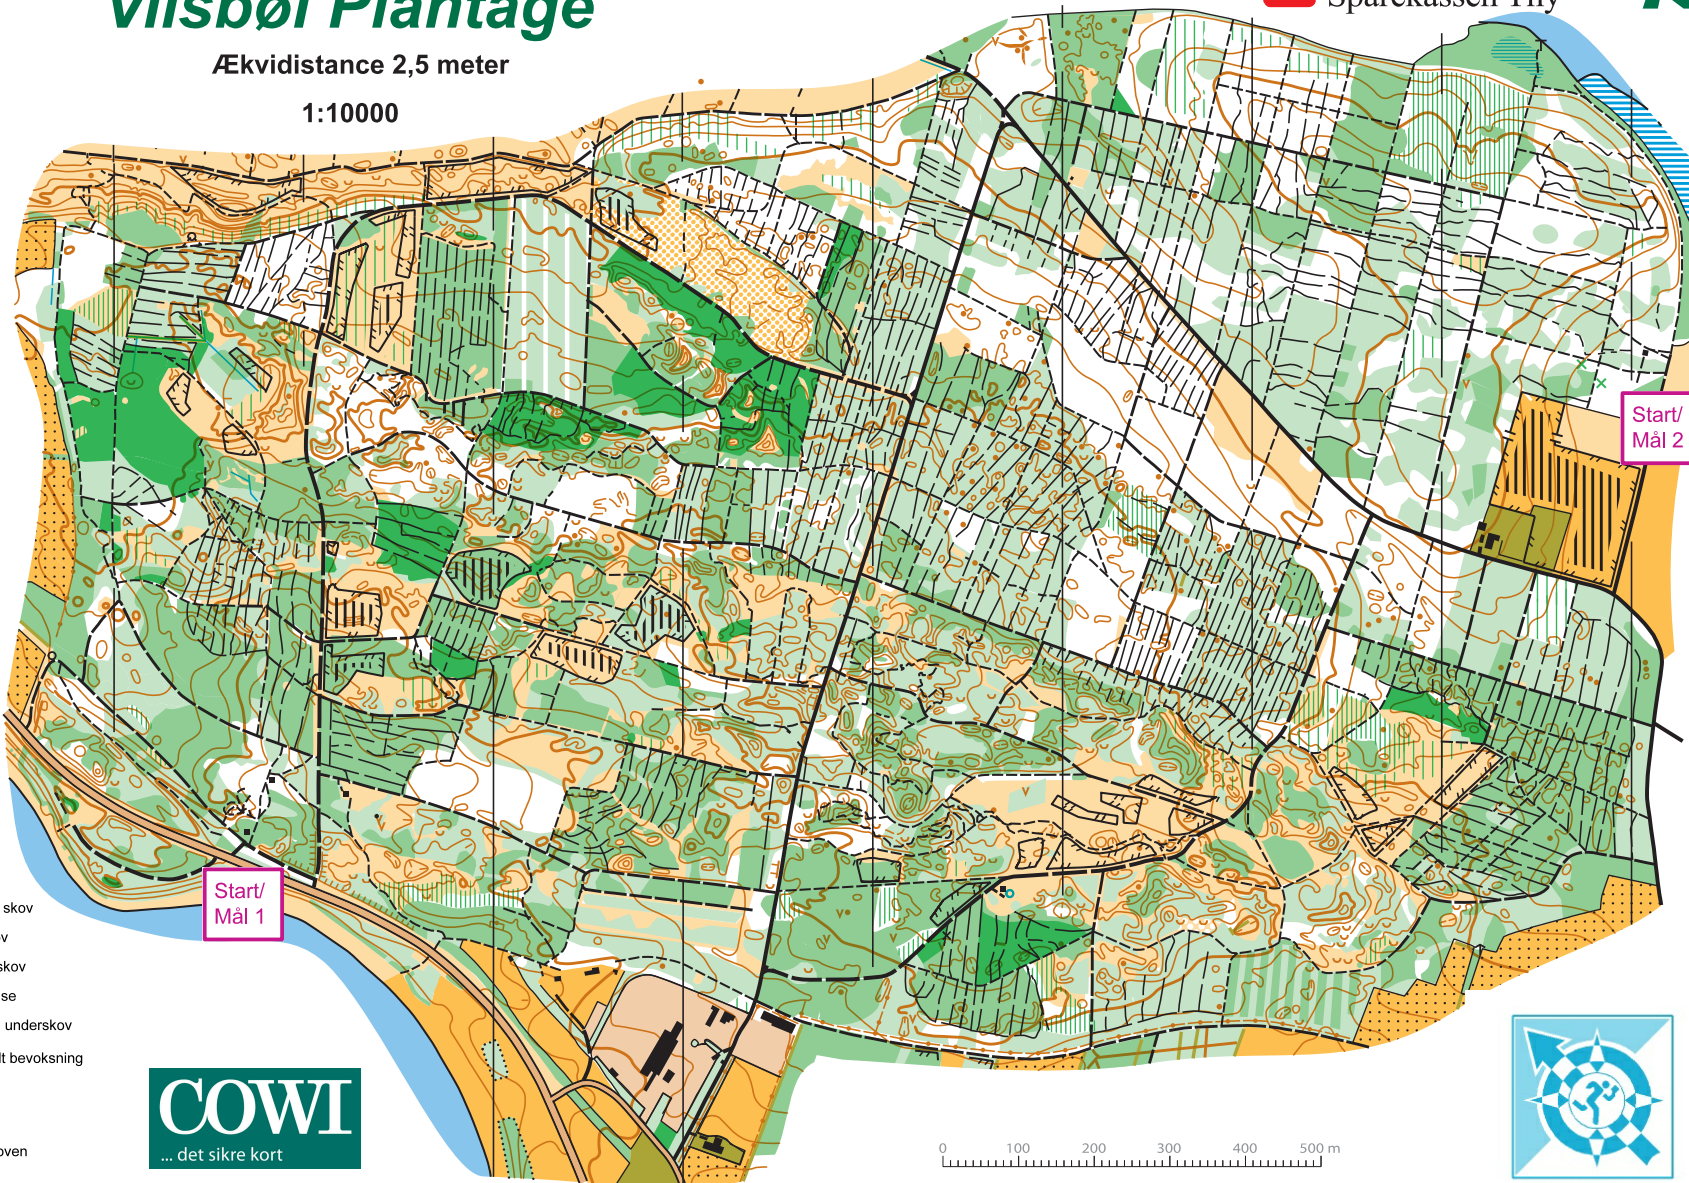 Vilsbøl Plantage
Sparekassen Thy
Ækvidistance 2,5 meter
1:10000
Start/
Mål 2
Start/
Mål 1
skov
skov
se
underskov
bevoksning
COWI
... det sikre kort
0 100 200 300 400 500 m